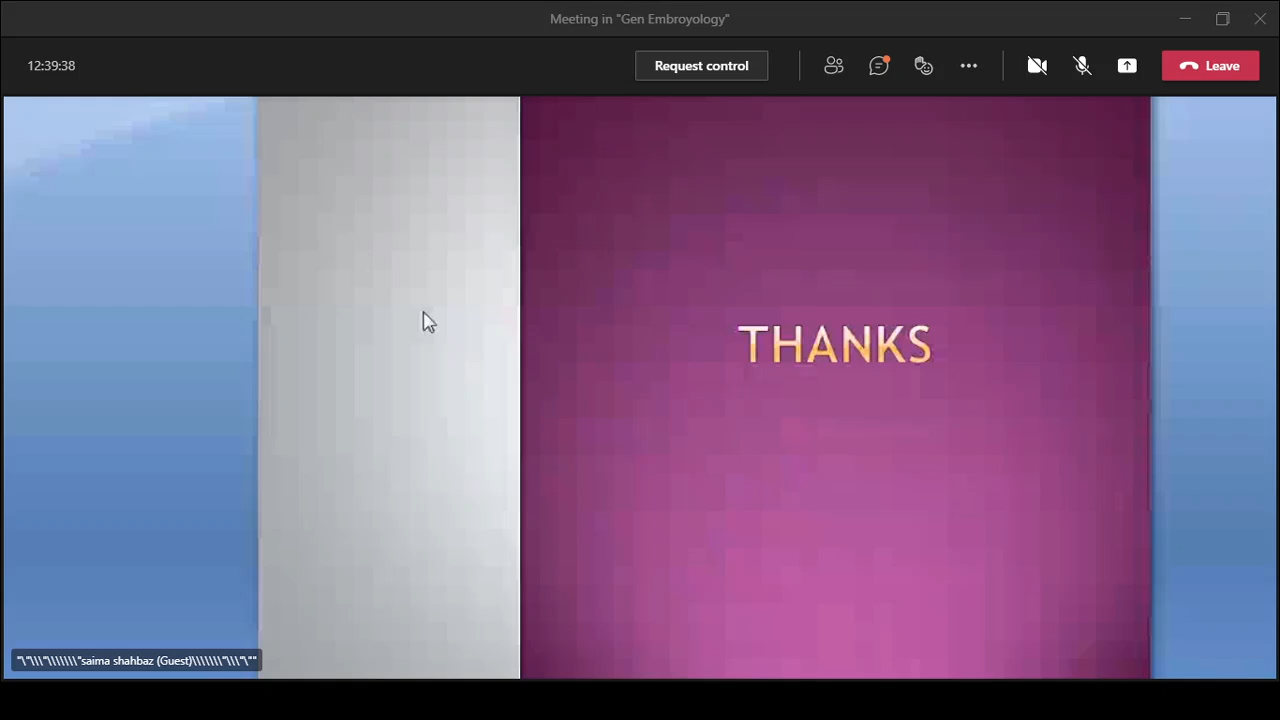 Meeting in "Gen Embroyology"
12:39:38
Request control
Leave
THANKS
"\"\\\"\\\\\\\"saima shahbaz (Guest)\\\\\\\"\\\"\""